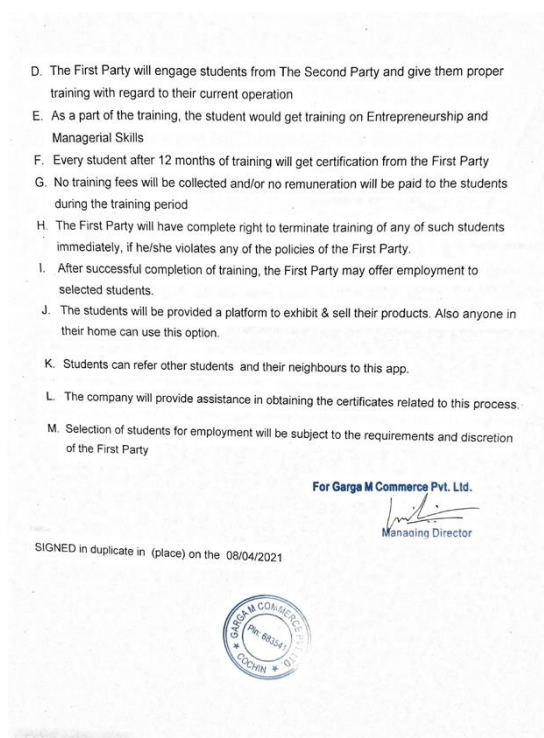 D. The First Party will engage students from The Second Party and give them proper
training with regard to their current operation
E. As a part of the training, the student would get training on Entrepreneurship and
Managerial Skills
F. Every student after 12 months of training will get certification from the First Party
G. No training fees will be collected and/or no remuneration will be paid to the students
during the training period
H. The First Party will have complete right to terminate training of any of such students
immediately, if he/she violates any of the policies of the First Party.
I. After successful completion of training, the First Party may offer employment to
selected students.
J. The students will be provided a platform to exhibit & sell their products. Also anyone in
their home can use this option.
K. Students can refer other students and their neighbours to this app.
L. The company will provide assistance in obtaining the certificates related to this process.
M. Selection of students for employment will be subject to the requirements and discretion
of the First Party
For Garga M Commerce Pvt. Ltd.
Managing Director
SIGNED in duplicate in (place) on the 08/04/2021
GARGA M COMMERCE PVT LTD.
Pin: 683541
* COCHIN *